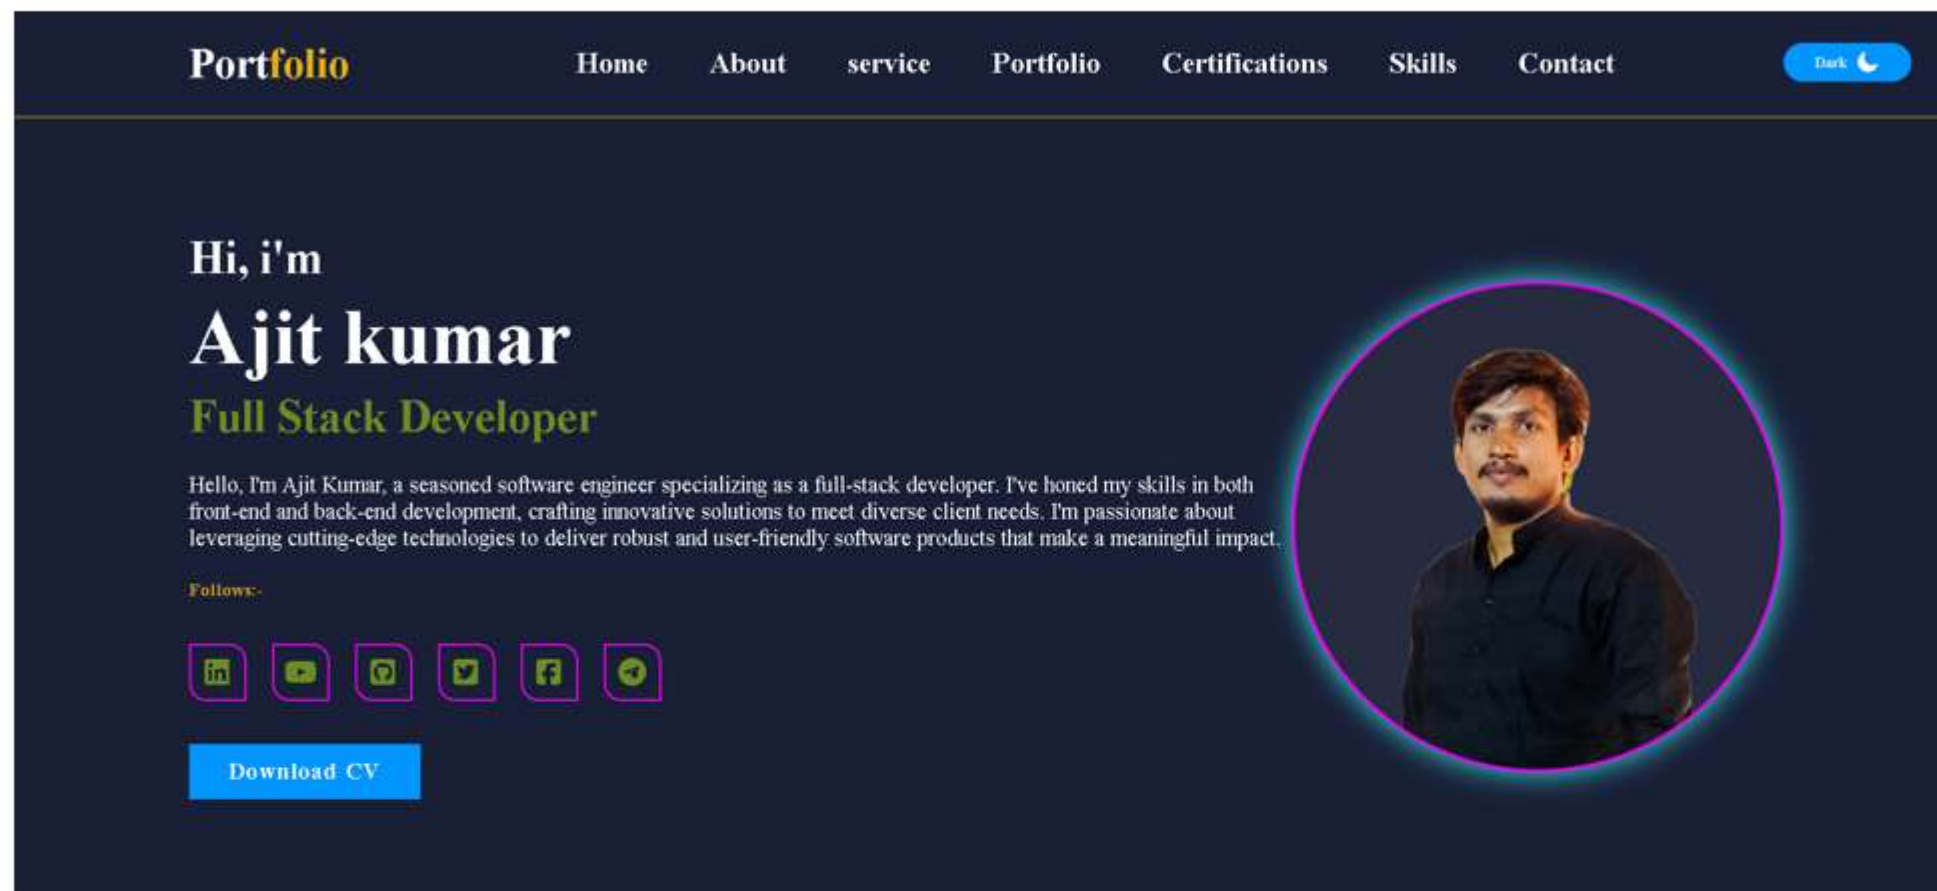 Portfolio
Home About service Portfolio Certifications Skills Contact
Dark
Hi, i'm
Ajit kumar
Full Stack Developer
Hello, I'm Ajit Kumar, a seasoned software engineer specializing as a full-stack developer. I've honed my skills in both
front-end and back-end development, crafting innovative solutions to meet diverse client needs. I'm passionate about
leveraging cutting-edge technologies to deliver robust and user-friendly software products that make a meaningful impact.
Follows:-
Download CV